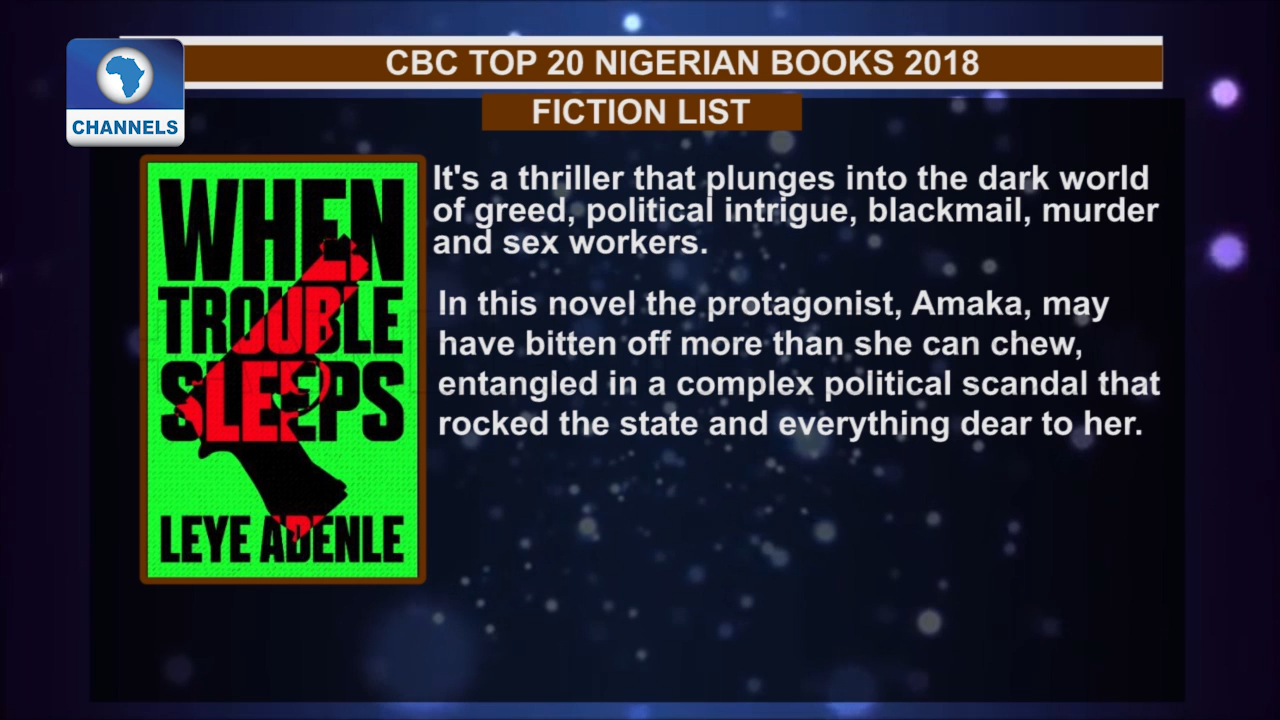 CBC TOP 20 NIGERIAN BOOKS 2018
CHANNELS
FICTION LIST
WHEN
TROUBLE
SLEEPS
LEYE ADENLE
It's a thriller that plunges into the dark world
of greed, political intrigue, blackmail, murder
and sex workers.
In this novel the protagonist, Amaka, may
have bitten off more than she can chew,
entangled in a complex political scandal that
rocked the state and everything dear to her.